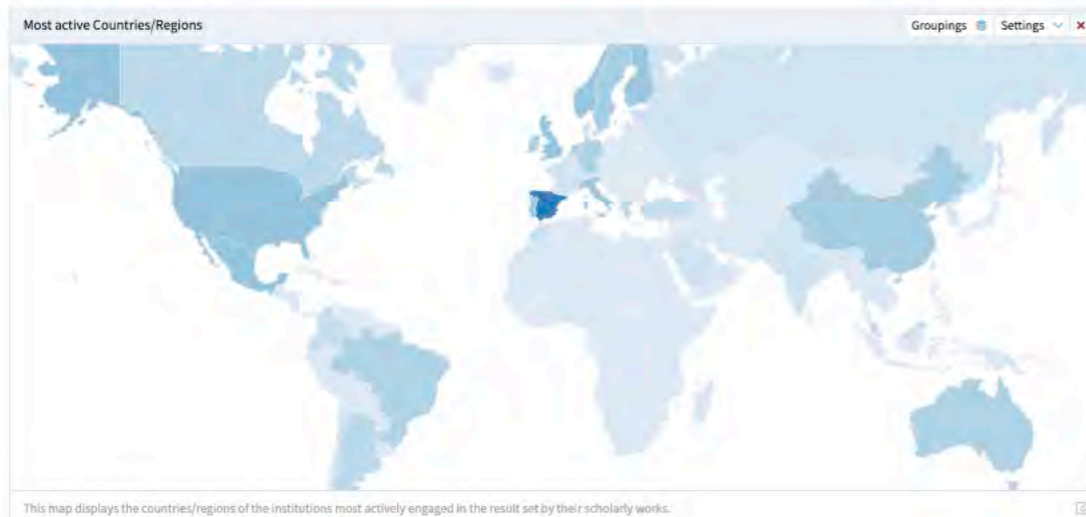 Most active Countries/Regions
Groupings Settings
This map displays the countries/regions of the institutions most actively engaged in the result set by their scholarly works.